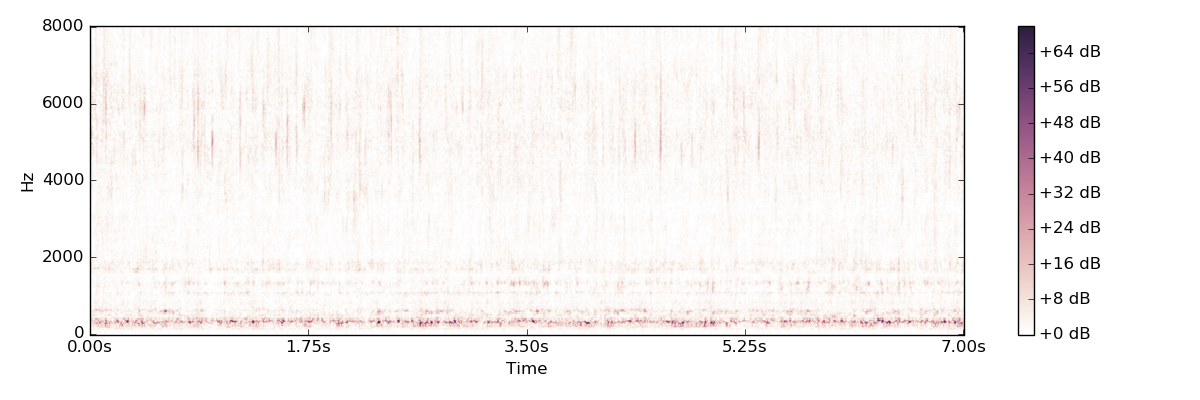 8000
6000
4000
2000
0
Hz
0.00s 1.75s 3.50s 5.25s 7.00s
Time
+64 dB
+56 dB
+48 dB
+40 dB
+32 dB
+24 dB
+16 dB
+8 dB
+0 dB